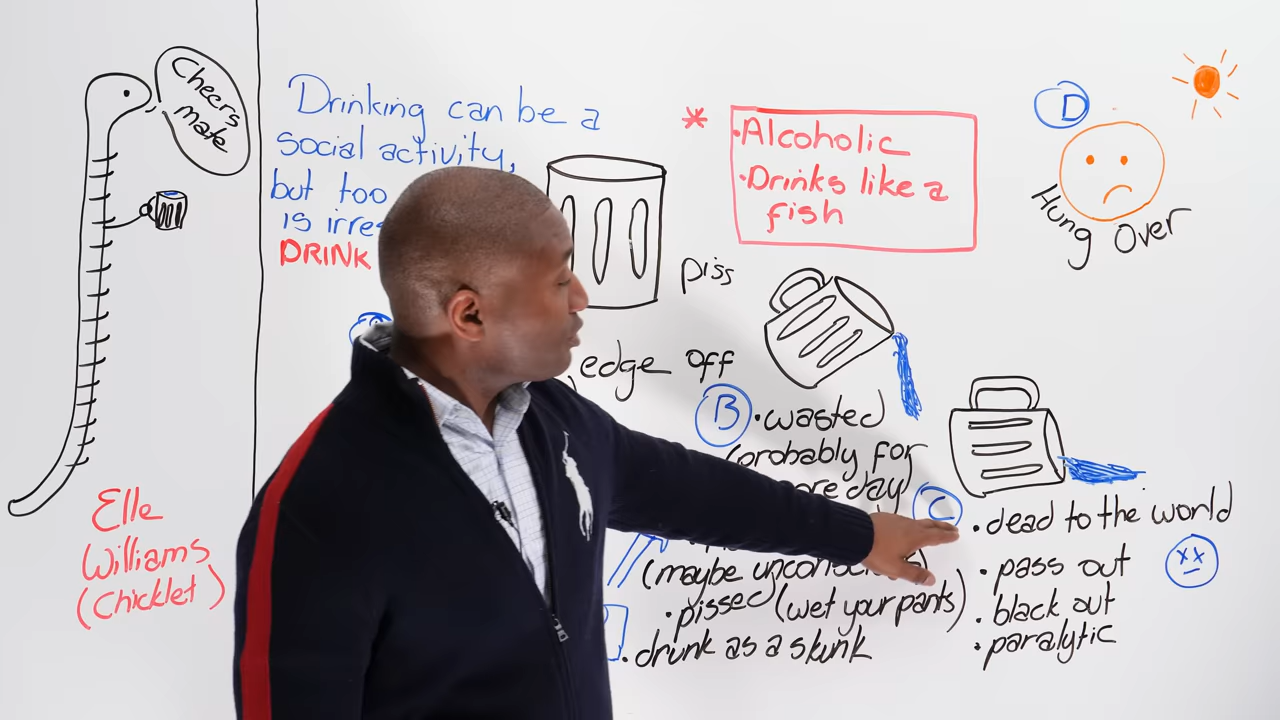 Cheers
mate
Drinking can be a
social activity,
but too
is
DRINK
piss
edge off
* Alcoholic
• Drinks like a
fish
D
Hung Over
B • wasted
probably for
day
(maybe
• pissed (wet your pants)
• drunk as a skunk
C
• dead to the world
• pass out
• black out
• paralytic
Elle
Williams
(Chicklet)